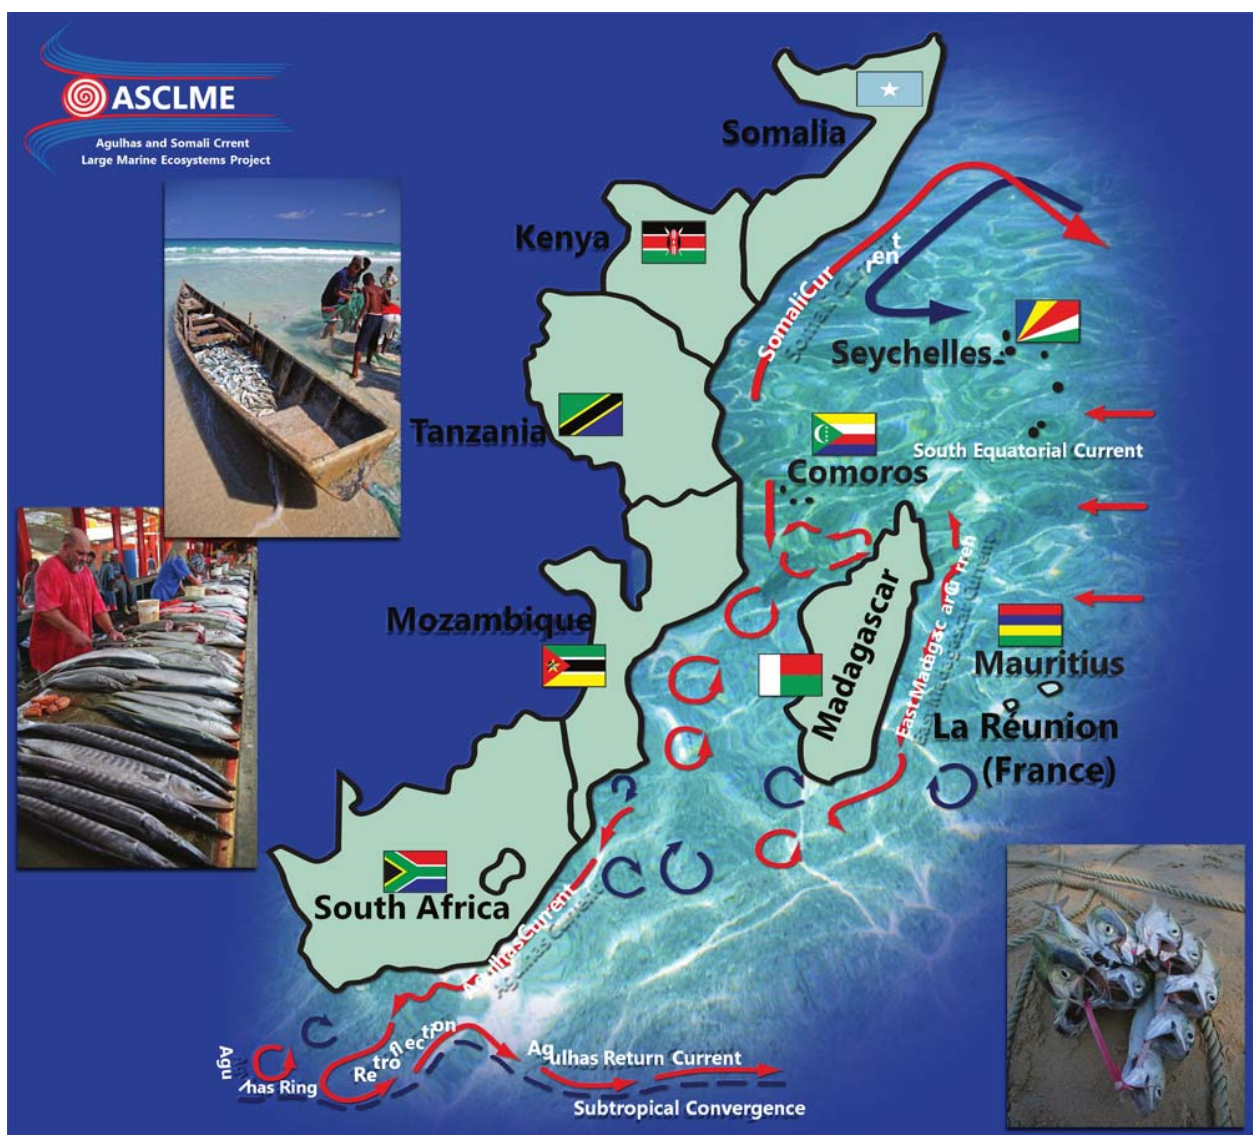 ASCLME
Agulhas and Somali Crrent
Large Marine Ecosystems Project
Somalia
Kenya
Somali Current
Seychelles
Tanzania
Comoros
South Equatorial Current
Mozambique
Madagascar
East Madagascar Curren
Mauritius
La Réunion
(France)
South Africa
Agulhas Current
Retroflection
Agulhas Return Current
Agulhas Ring
Subtropical Convergence